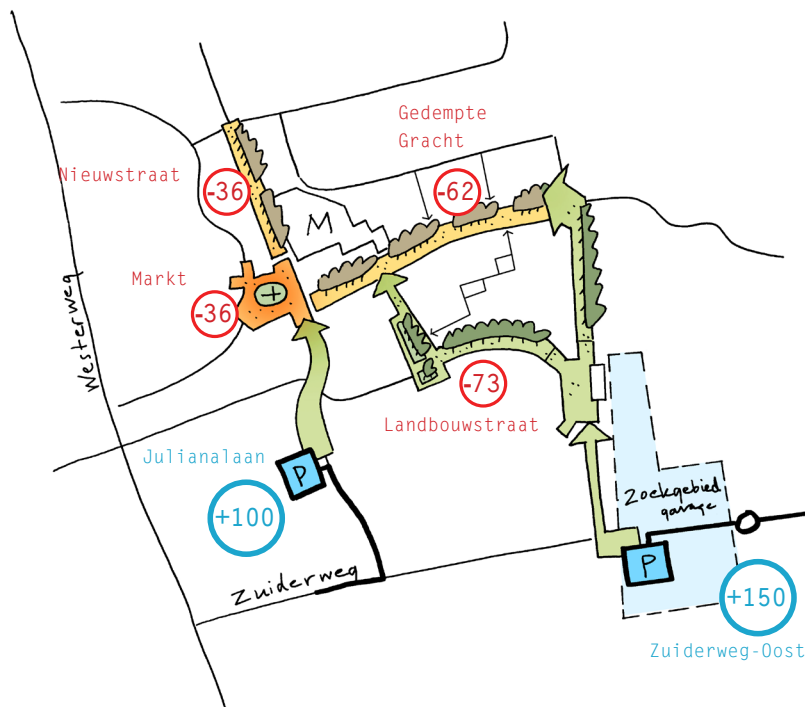 Gedempte
Gracht
Nieuwstraat
-36
-62
M
Markt
-36
Westerweg
-73
Landbouwstraat
Julianalaan
P
+100
Zoekgebied
garage
Zuiderweg
P
+150
Zuiderweg-Oost